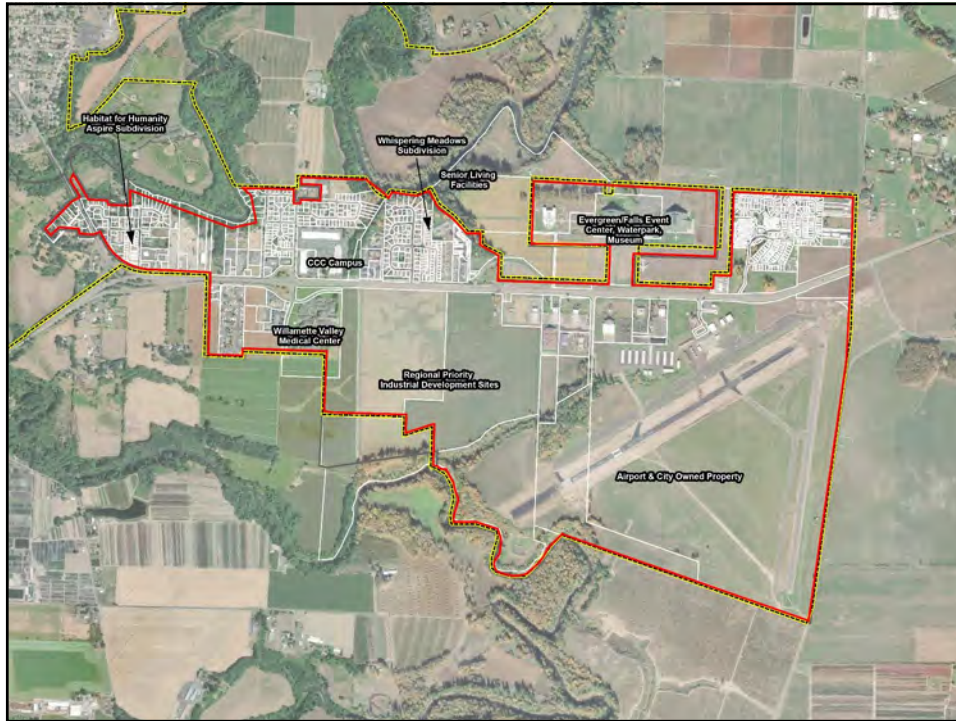 Habitat for Humanity
Aspire Subdivision
Whispering Meadows
Subdivision
Senior Living
Facilities
Evergreen/Falls Event
Center, Waterpark,
Museum
CCC Campus
Willamette Valley
Medical Center
Regional Priority
Industrial Development Sites
Airport & City Owned Property